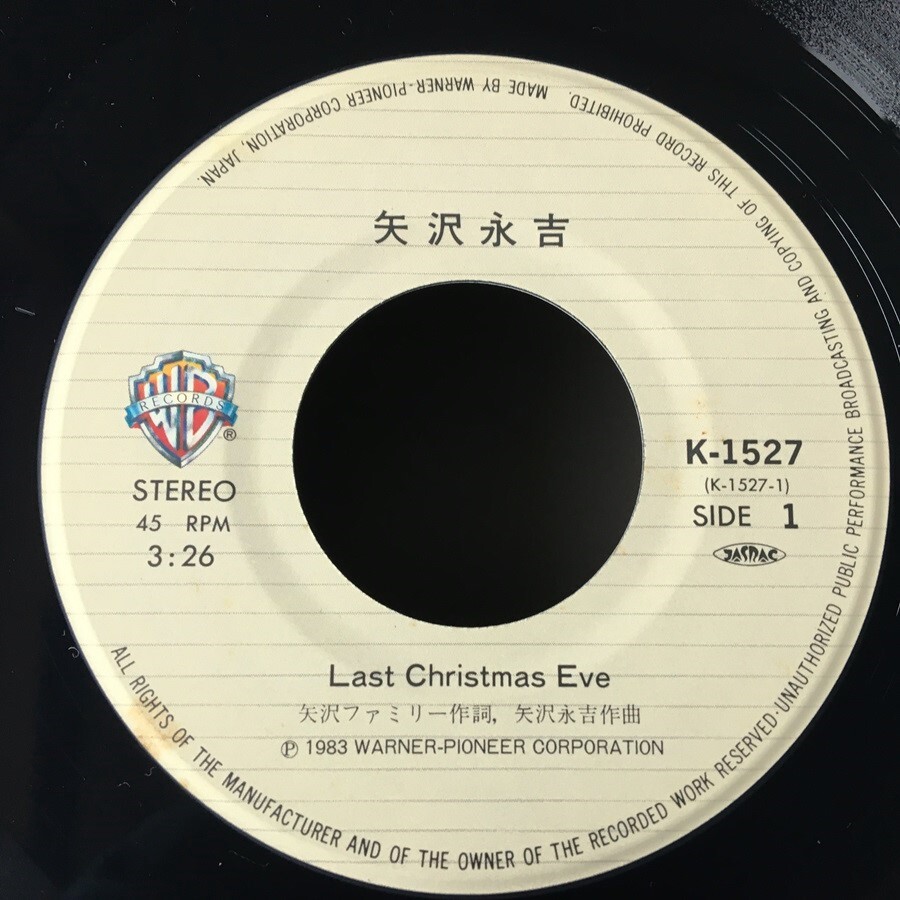 矢沢永吉
WB
RECORDS
®
STEREO
45 RPM
3:26
K-1527
(K-1527-1)
SIDE 1
JASRAC
Last Christmas Eve
矢沢ファミリー作詞, 矢沢永吉作曲
Ⓟ 1983 WARNER-PIONEER CORPORATION
ALL RIGHTS OF THE MANUFACTURER AND OF THE OWNER OF THE RECORDED WORK RESERVED·UNAUTHORIZED PUBLIC PERFORMANCE BROADCASTING AND COPYING OF THIS RECORD PROHIBITED. MADE BY WARNER-PIONEER CORPORATION, JAPAN.